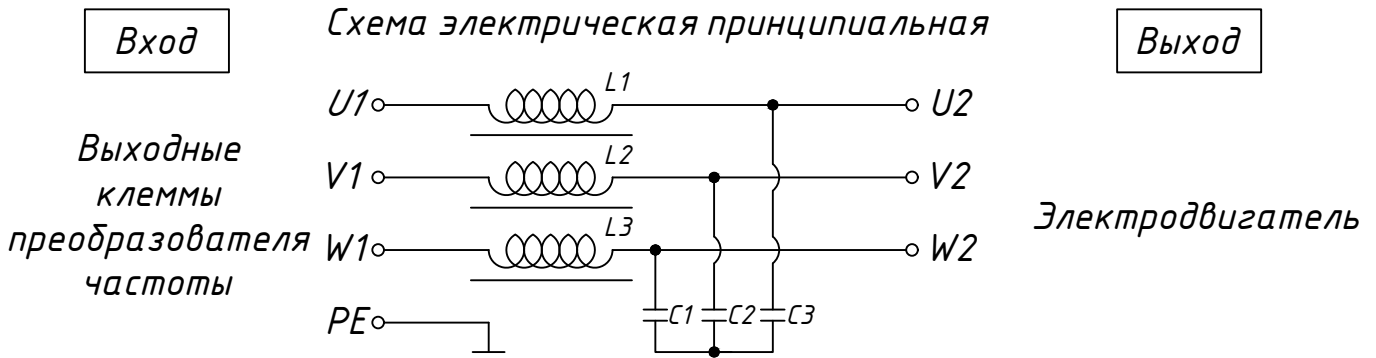 Схема электрическая принципиальная
Вход
Выход
Выходные
клеммы
преобразователя
частоты
U1
L1
U2
V1
L2
V2
W1
L3
W2
PE
C1
C2
C3
Электродвигатель